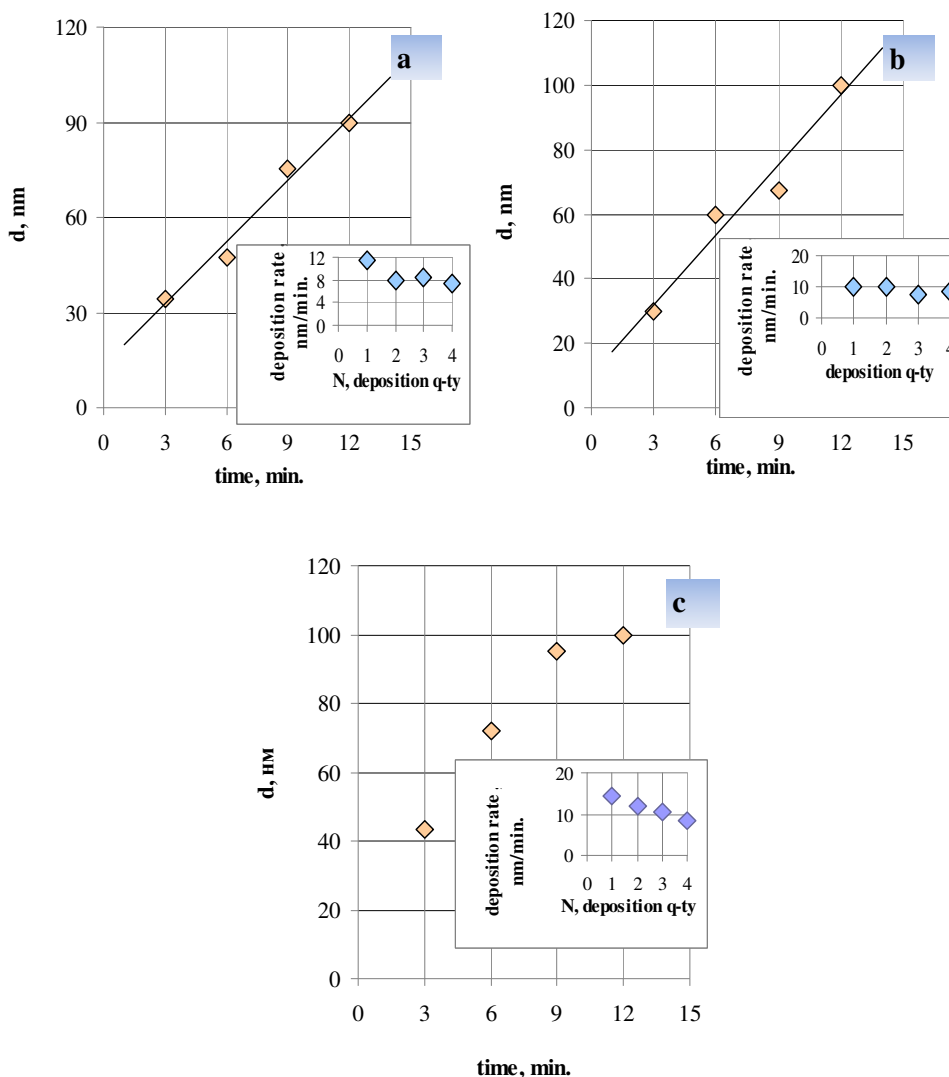 a
120
90
60
30
0
d, nm
0 3 6 9 12 15
time, min.
deposition rate,
nm/min.
12
8
4
0
0 1 2 3 4
N, deposition q-ty
b
120
100
80
60
40
20
0
d, nm
0 3 6 9 12 15
time, min.
deposition rate
nm/min.
20
10
0
0 1 2 3 4
deposition q-ty
c
120
100
80
60
40
20
0
d, нм
0 3 6 9 12 15
time, min.
deposition rate,
nm/min.
20
10
0
0 1 2 3 4
N, deposition q-ty